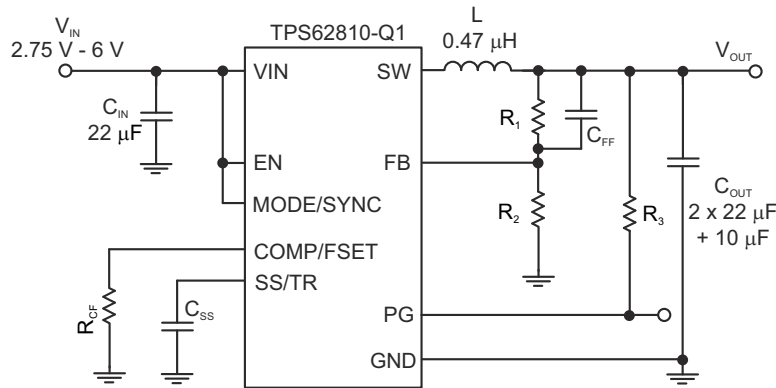 TPS62810-Q1
V_IN
2.75 V - 6 V
L
0.47 μH
V_OUT
VIN
SW
C_IN
22 μF
R_1
C_FF
EN
FB
MODE/SYNC
R_2
R_3
C_OUT
2 x 22 μF
+ 10 μF
COMP/FSET
SS/TR
R_CF
C_SS
PG
GND